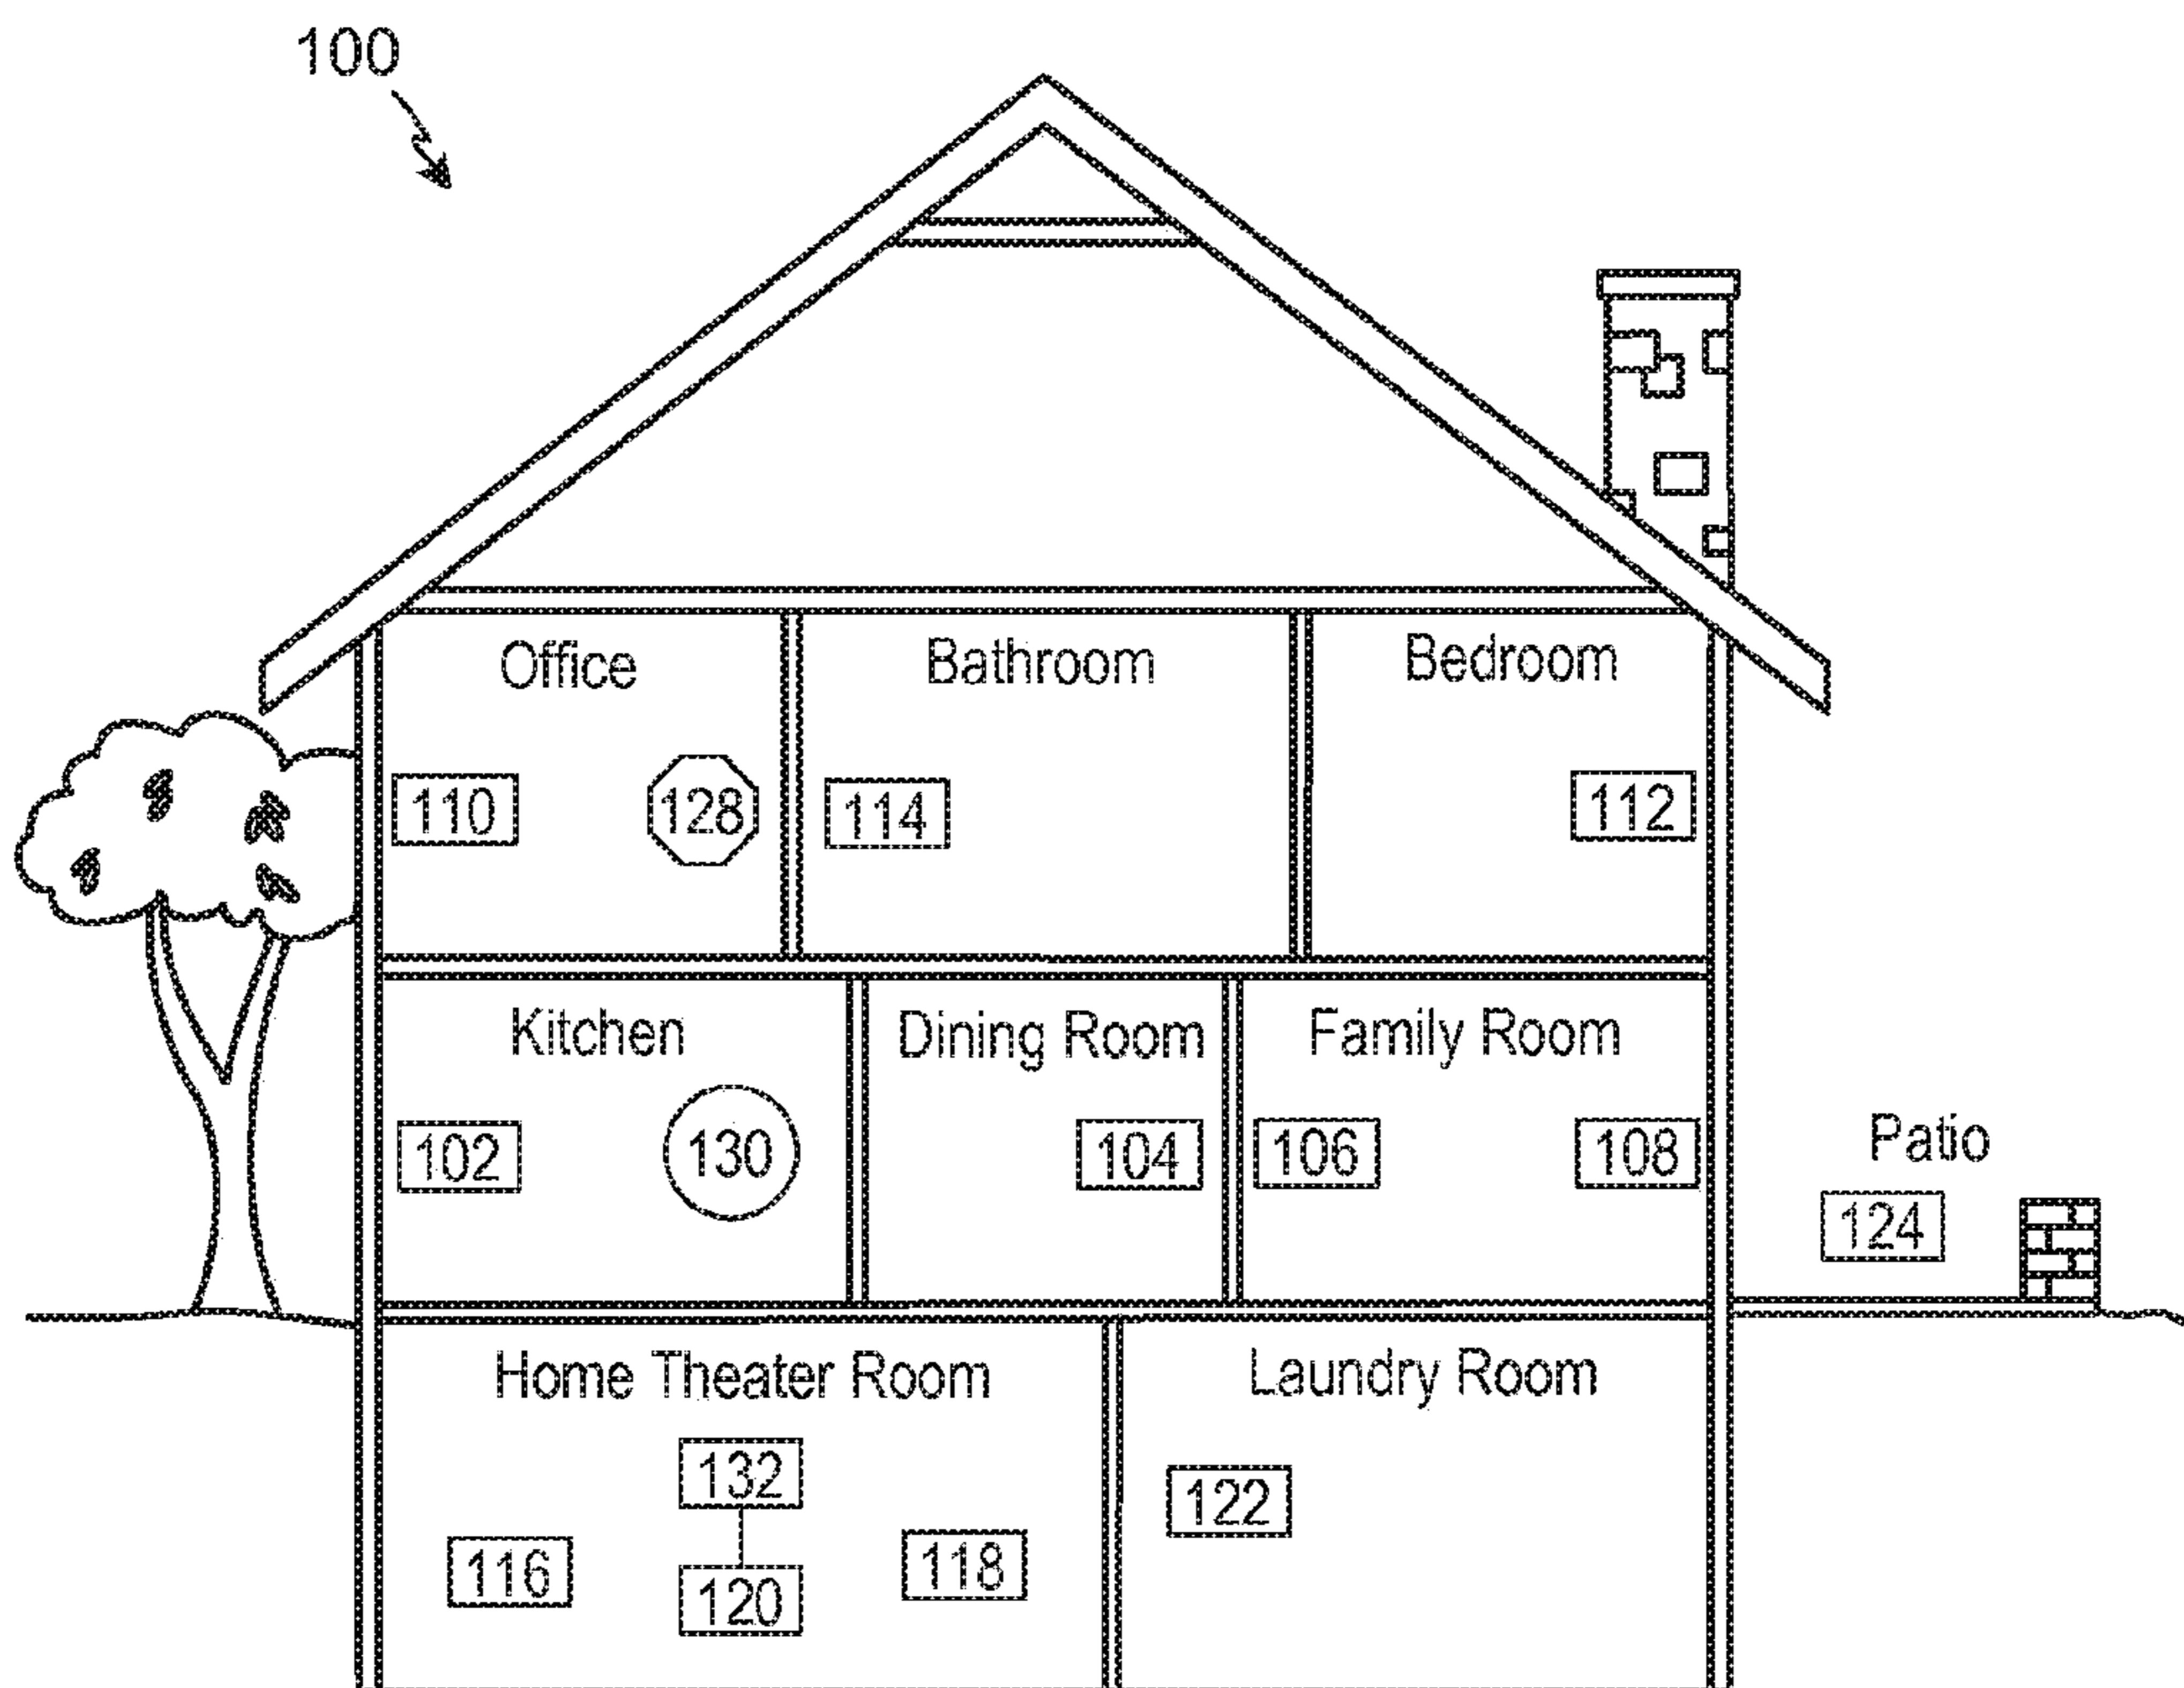 100
Office
Bathroom
Bedroom
110
128
114
112
Kitchen
Dining Room
Family Room
102
130
104
106
108
Patio
124
Home Theater Room
Laundry Room
132
122
116
120
118